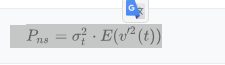 P_{ns} = σ_t^2 · E(v'^2(t))